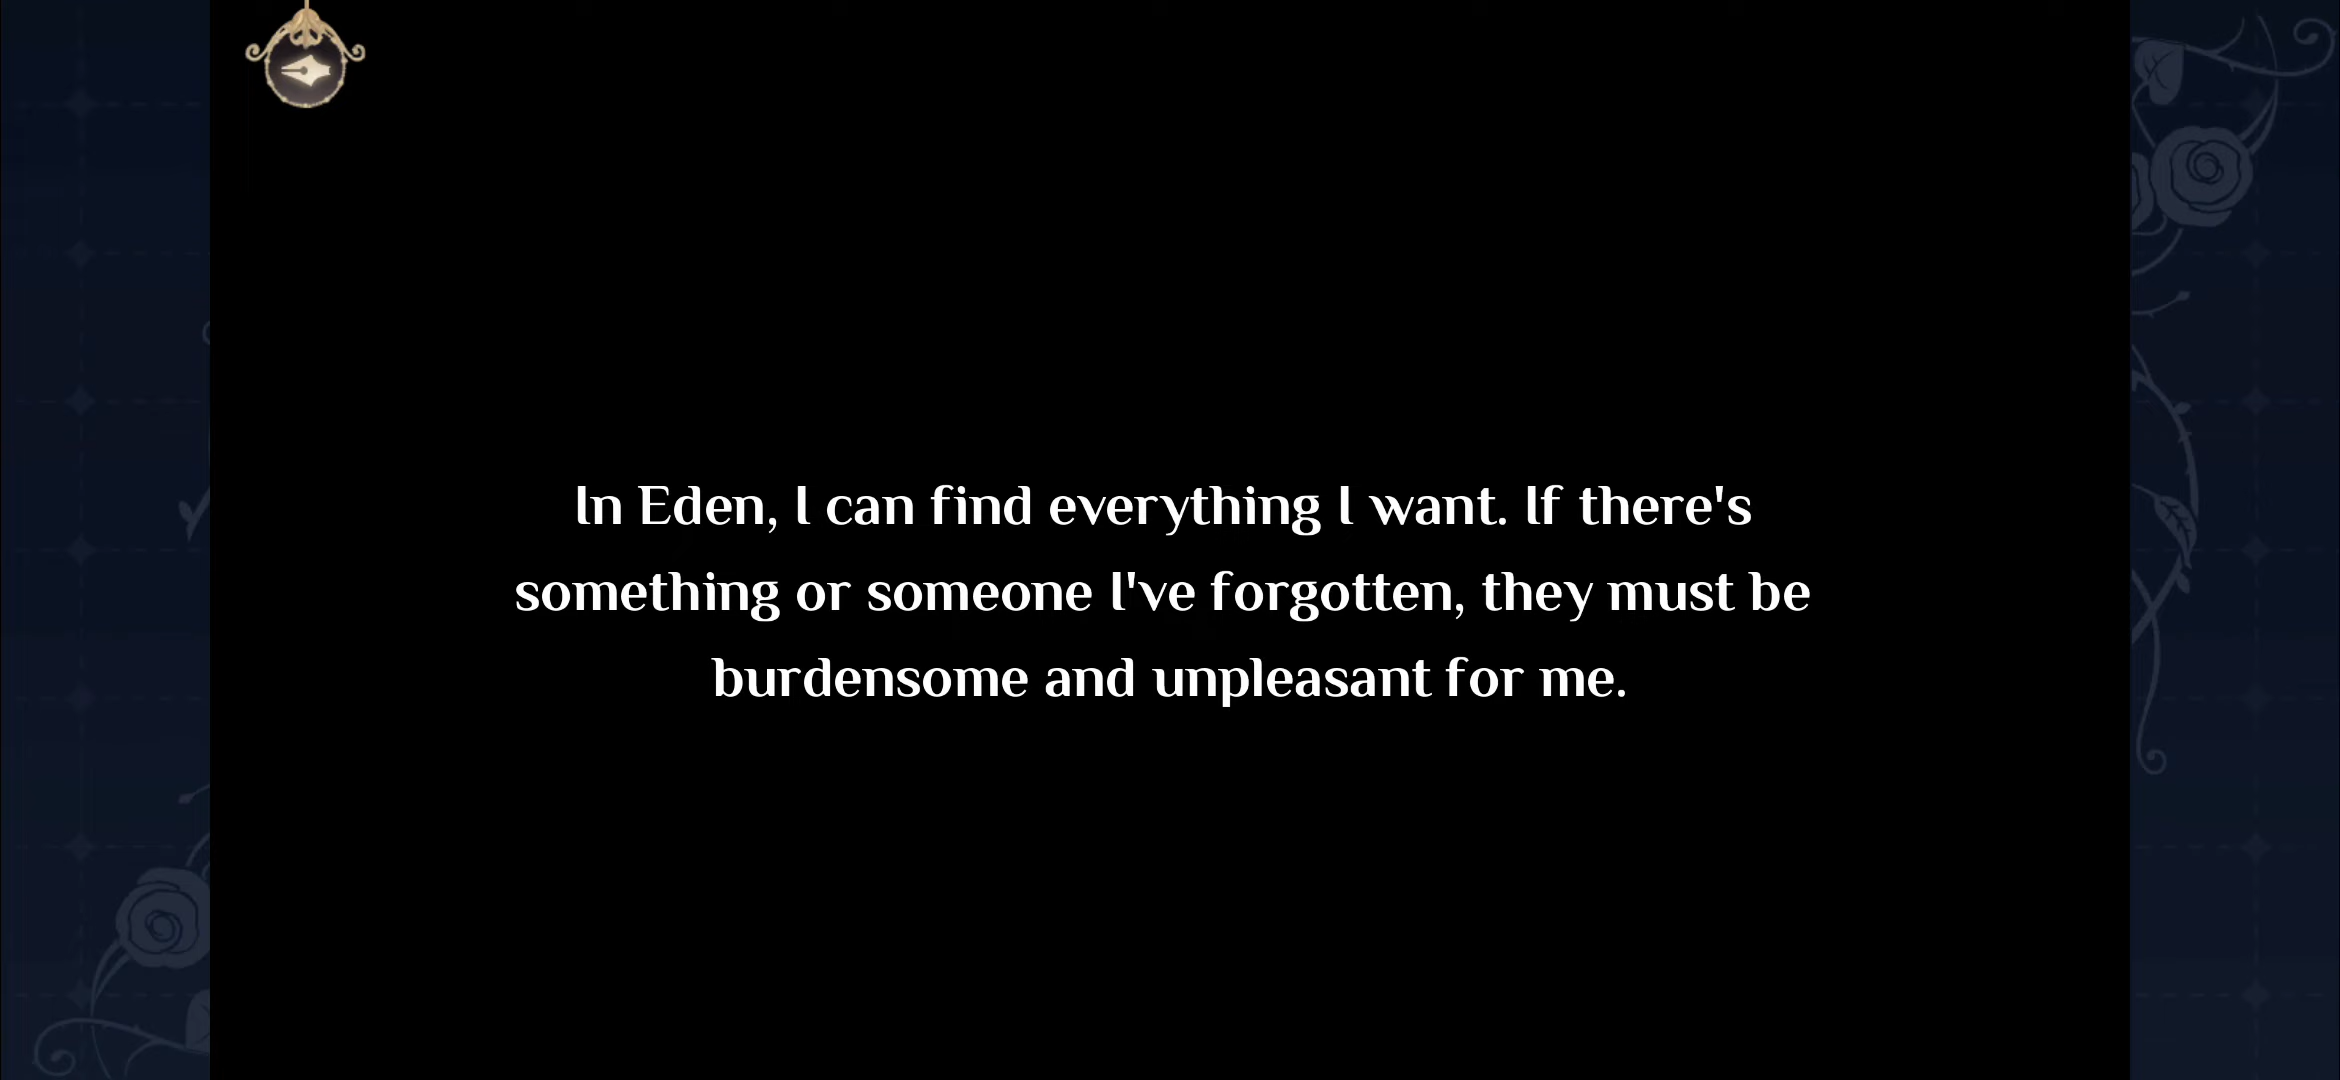 In Eden, I can find everything I want. If there's
something or someone I've forgotten, they must be
burdensome and unpleasant for me.